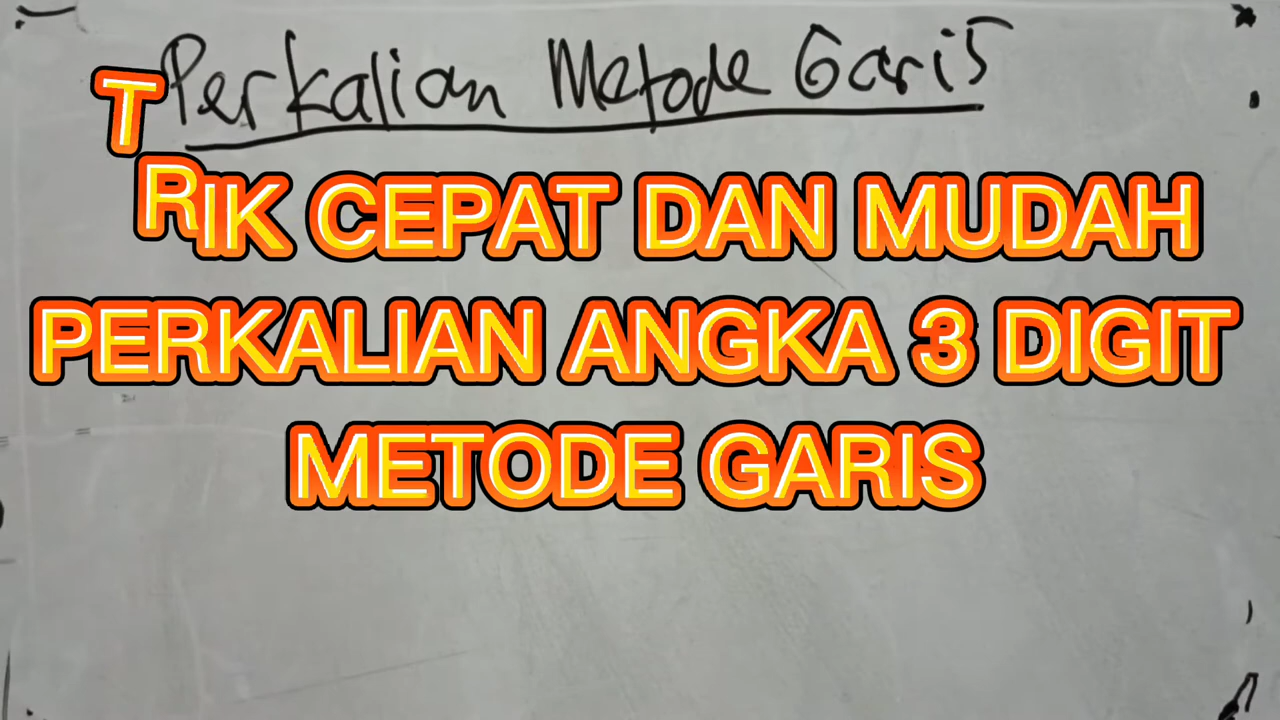 Perkalian Metode Garis
TRIK CEPAT DAN MUDAH
PERKALIAN ANGKA 3 DIGIT
METODE GARIS